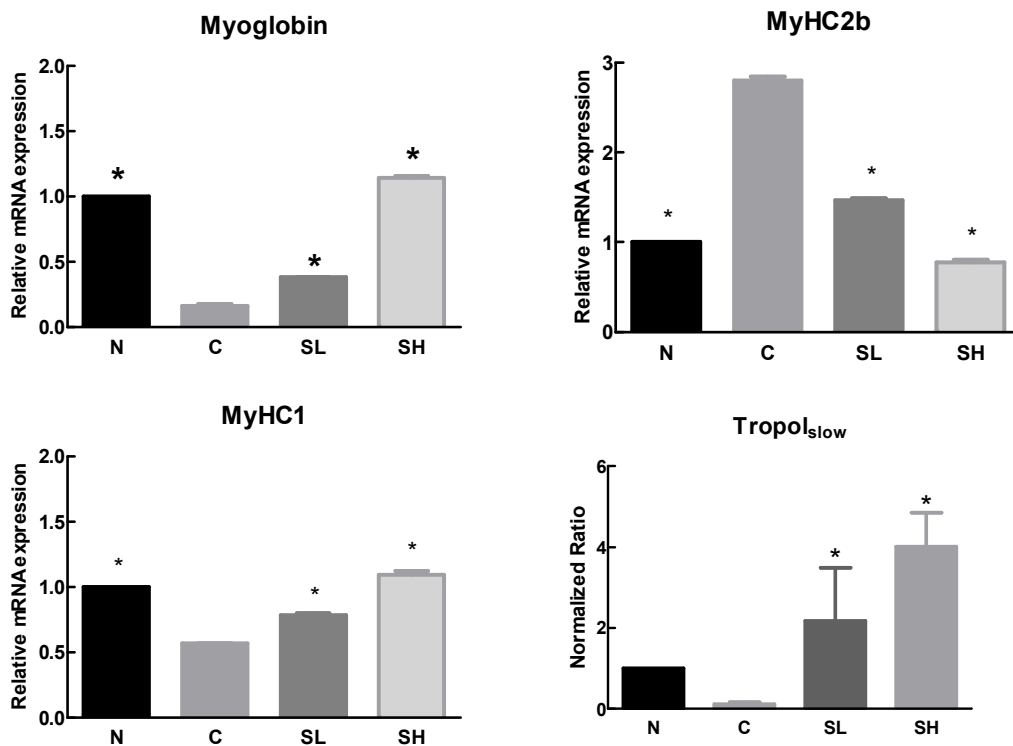 Myoglobin
Relative mRNA expression
2.0
1.5
1.0
0.5
0.0
*
*
*
N C SL SH
MyHC2b
Relative mRNA expression
3
2
1
0
*
*
*
N C SL SH
MyHC1
Relative mRNA expression
2.0
1.5
1.0
0.5
0.0
*
*
*
N C SL SH
Tropolslow
Normalized Ratio
6
4
2
0
*
*
N C SL SH